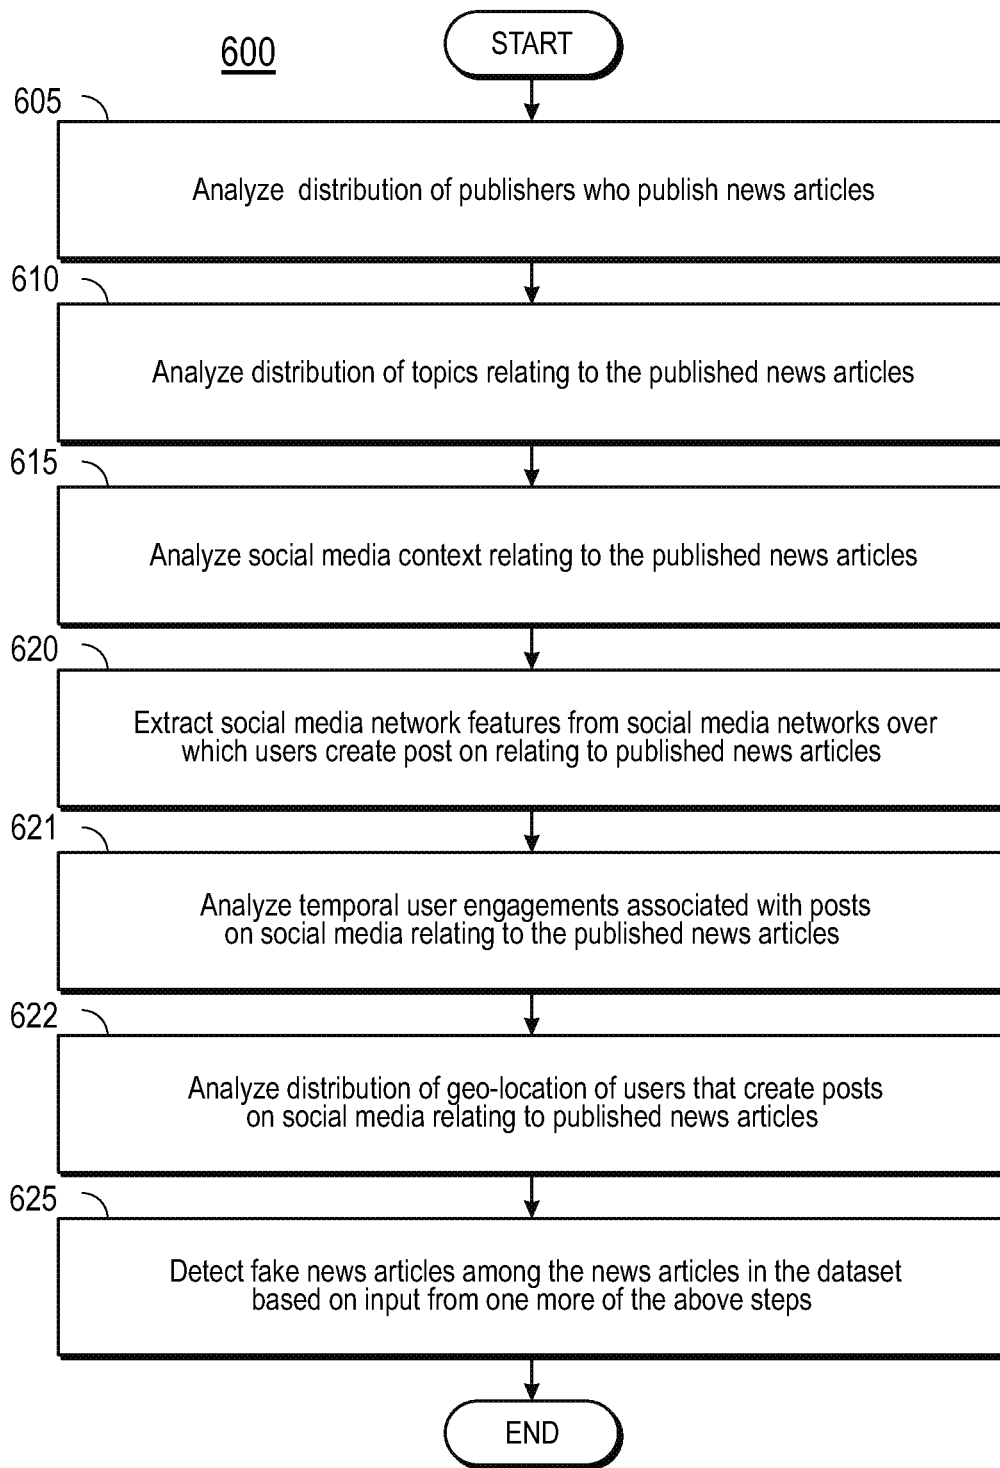 600
START
605
Analyze distribution of publishers who publish news articles
610
Analyze distribution of topics relating to the published news articles
615
Analyze social media context relating to the published news articles
620
Extract social media network features from social media networks over
which users create post on relating to published news articles
621
Analyze temporal user engagements associated with posts
on social media relating to the published news articles
622
Analyze distribution of geo-location of users that create posts
on social media relating to published news articles
625
Detect fake news articles among the news articles in the dataset
based on input from one more of the above steps
END